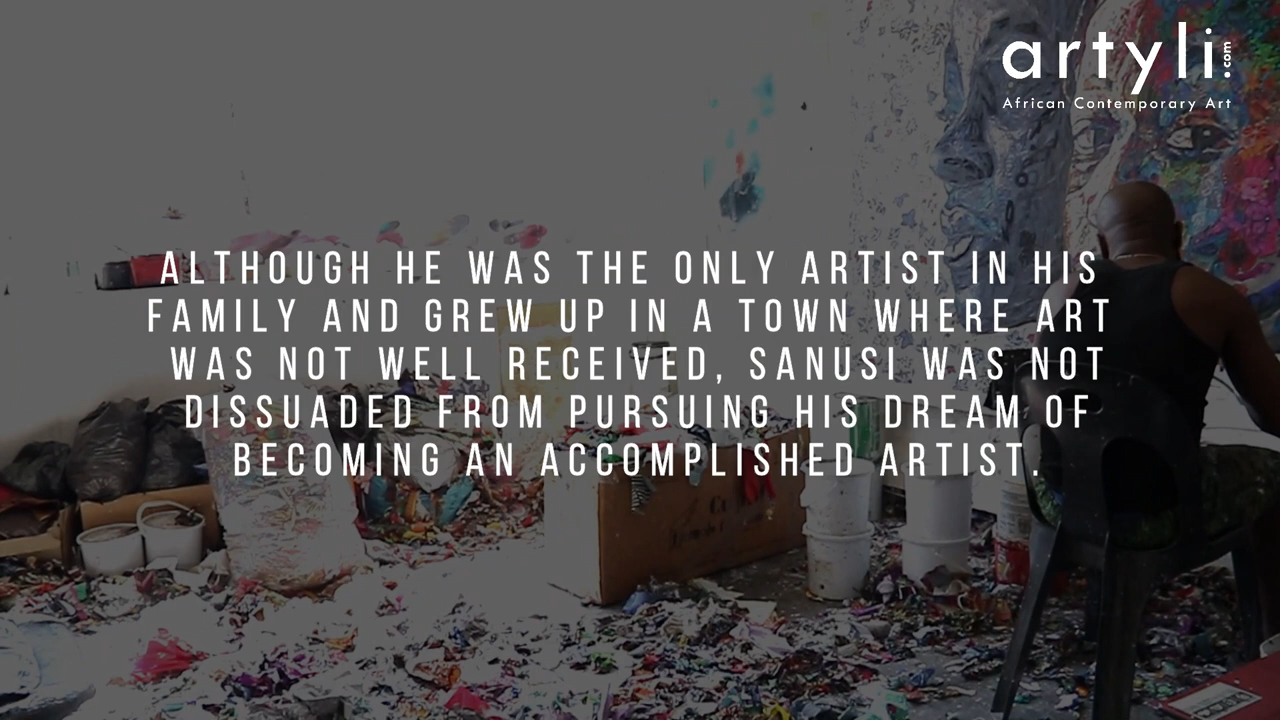 artyli.com
African Contemporary Art
ALTHOUGH HE WAS THE ONLY ARTIST IN HIS
FAMILY AND GREW UP IN A TOWN WHERE ART
WAS NOT WELL RECEIVED, SANUSI WAS NOT
DISSUADED FROM PURSUING HIS DREAM OF
BECOMING AN ACCOMPLISHED ARTIST.